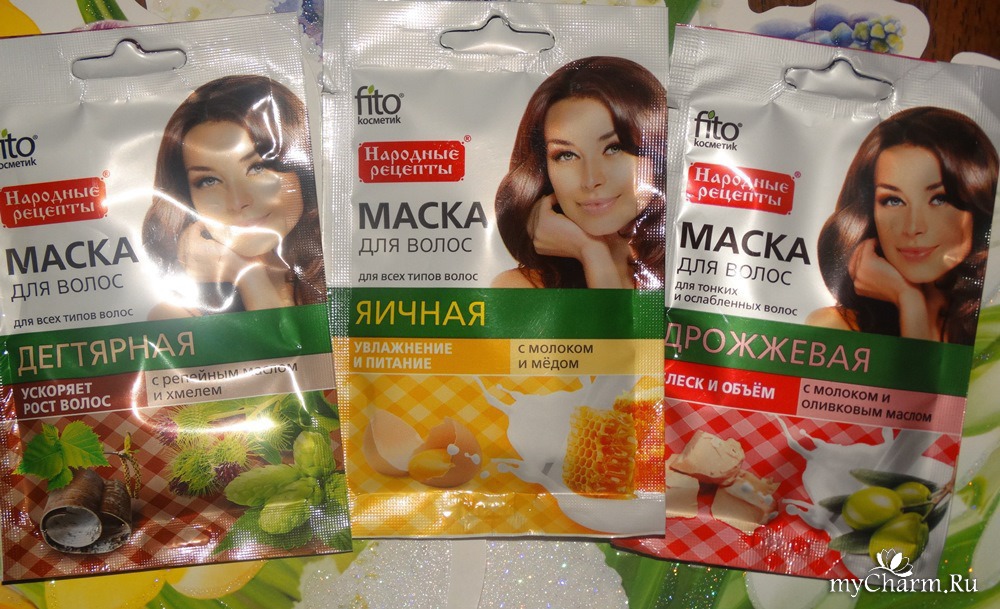 fito®
косметик
Народные
рецепты®
МАСКА
ДЛЯ ВОЛОС
для всех типов волос
ДЕГТЯРНАЯ
УСКОРЯЕТ
РОСТ ВОЛОС
с репейным маслом
и хмелем
fito®
косметик
Народные
рецепты®
МАСКА
ДЛЯ ВОЛОС
для всех типов волос
ЯИЧНАЯ
УВЛАЖНЕНИЕ
И ПИТАНИЕ
с молоком
и мёдом
fito®
косметик
Народные
рецепты®
МАСКА
ДЛЯ ВОЛОС
для тонких
и ослабленных волос
ДРОЖЖЕВАЯ
ЛЕСК И ОБЪЁМ
с молоком и
оливковым маслом
myCharm.Ru